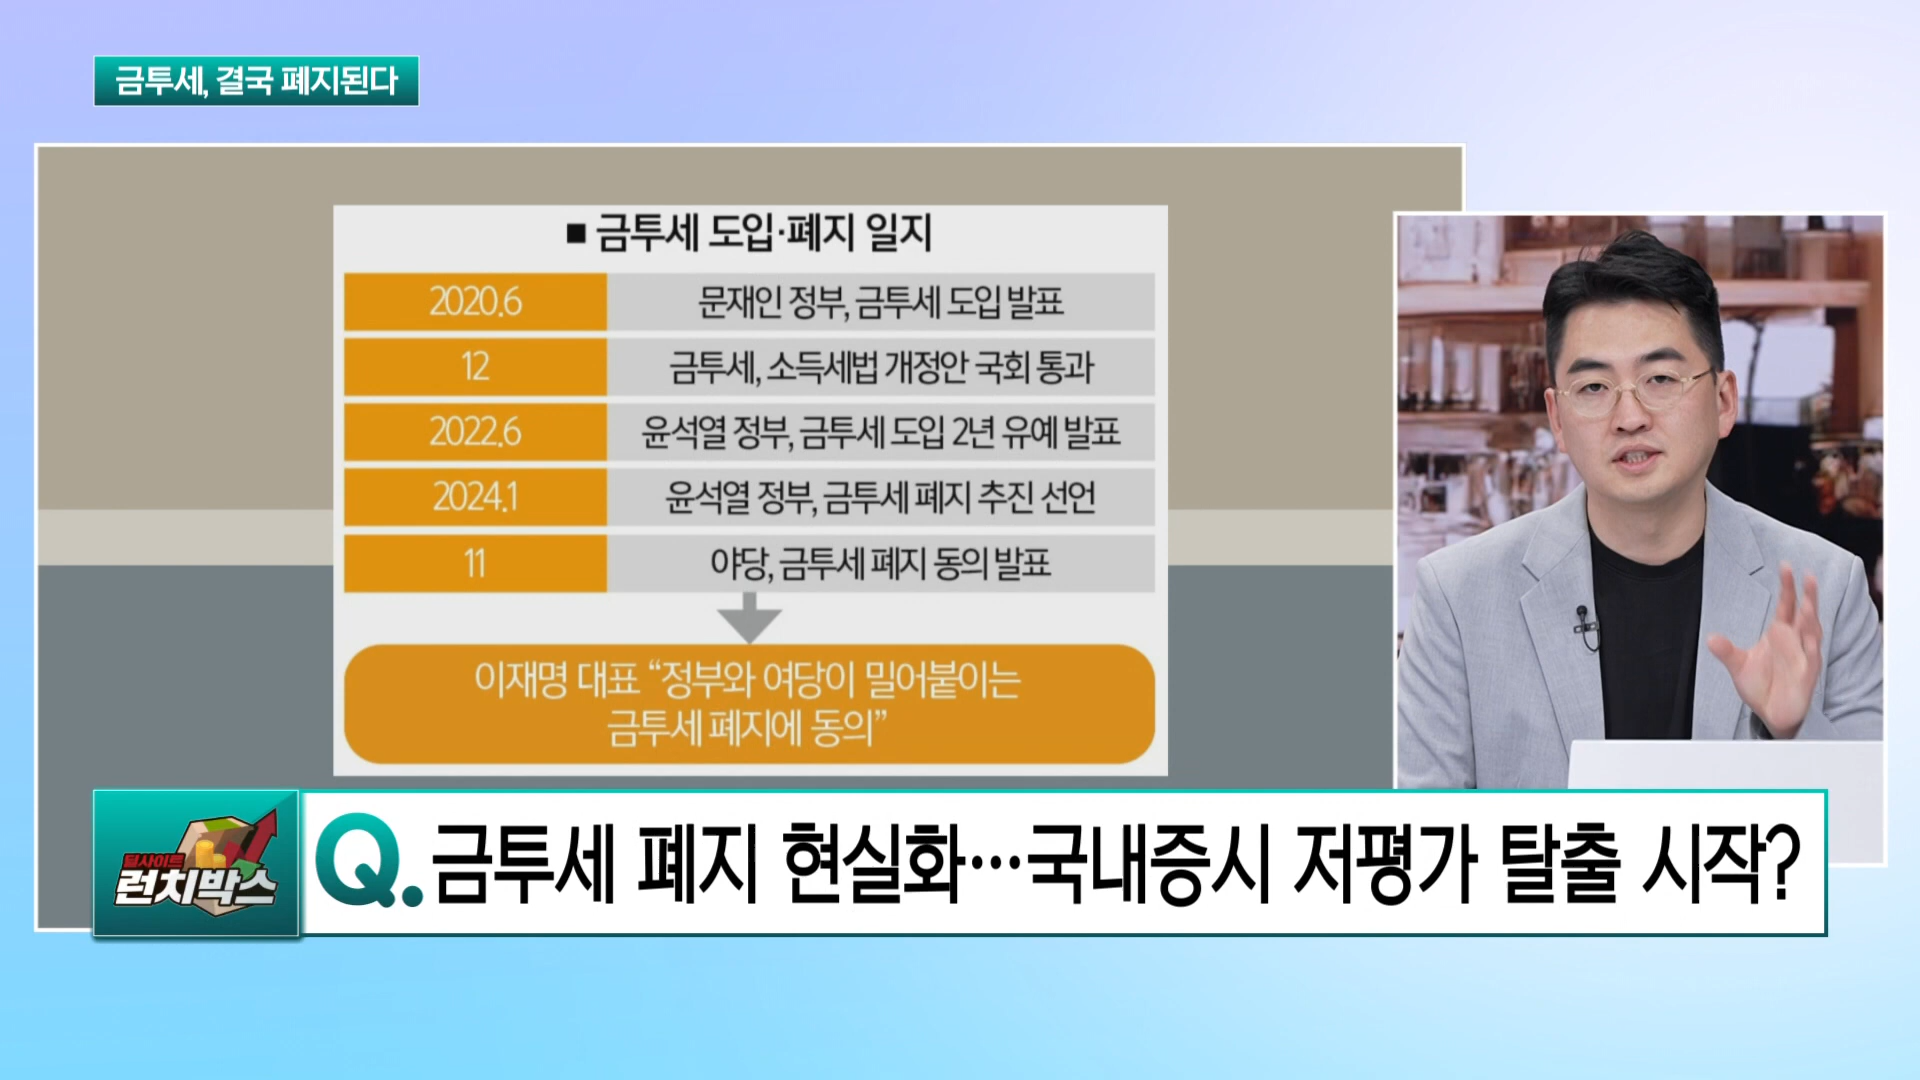 금투세, 결국 폐지된다
■ 금투세 도입·폐지 일지
2020.6 문재인 정부, 금투세 도입 발표
12 금투세, 소득세법 개정안 국회 통과
2022.6 윤석열 정부, 금투세 도입 2년 유예 발표
2024.1 윤석열 정부, 금투세 폐지 추진 선언
11 야당, 금투세 폐지 동의 발표
이재명 대표 “정부와 여당이 밀어붙이는
금투세 폐지에 동의”
딜사이트
런치박스
Q. 금투세 폐지 현실화…국내증시 저평가 탈출 시작?